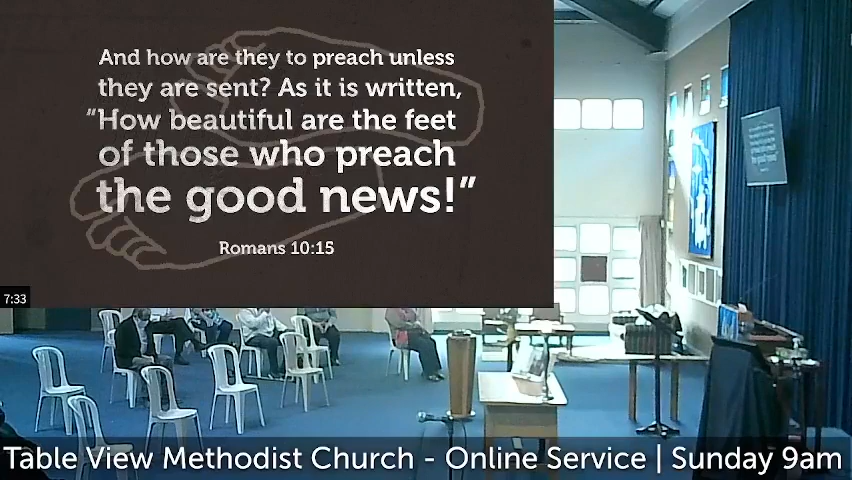 And how are they to preach unless
they are sent? As it is written,
“How beautiful are the feet
of those who preach
the good news!”
Romans 10:15
7:33
Table View Methodist Church - Online Service | Sunday 9am